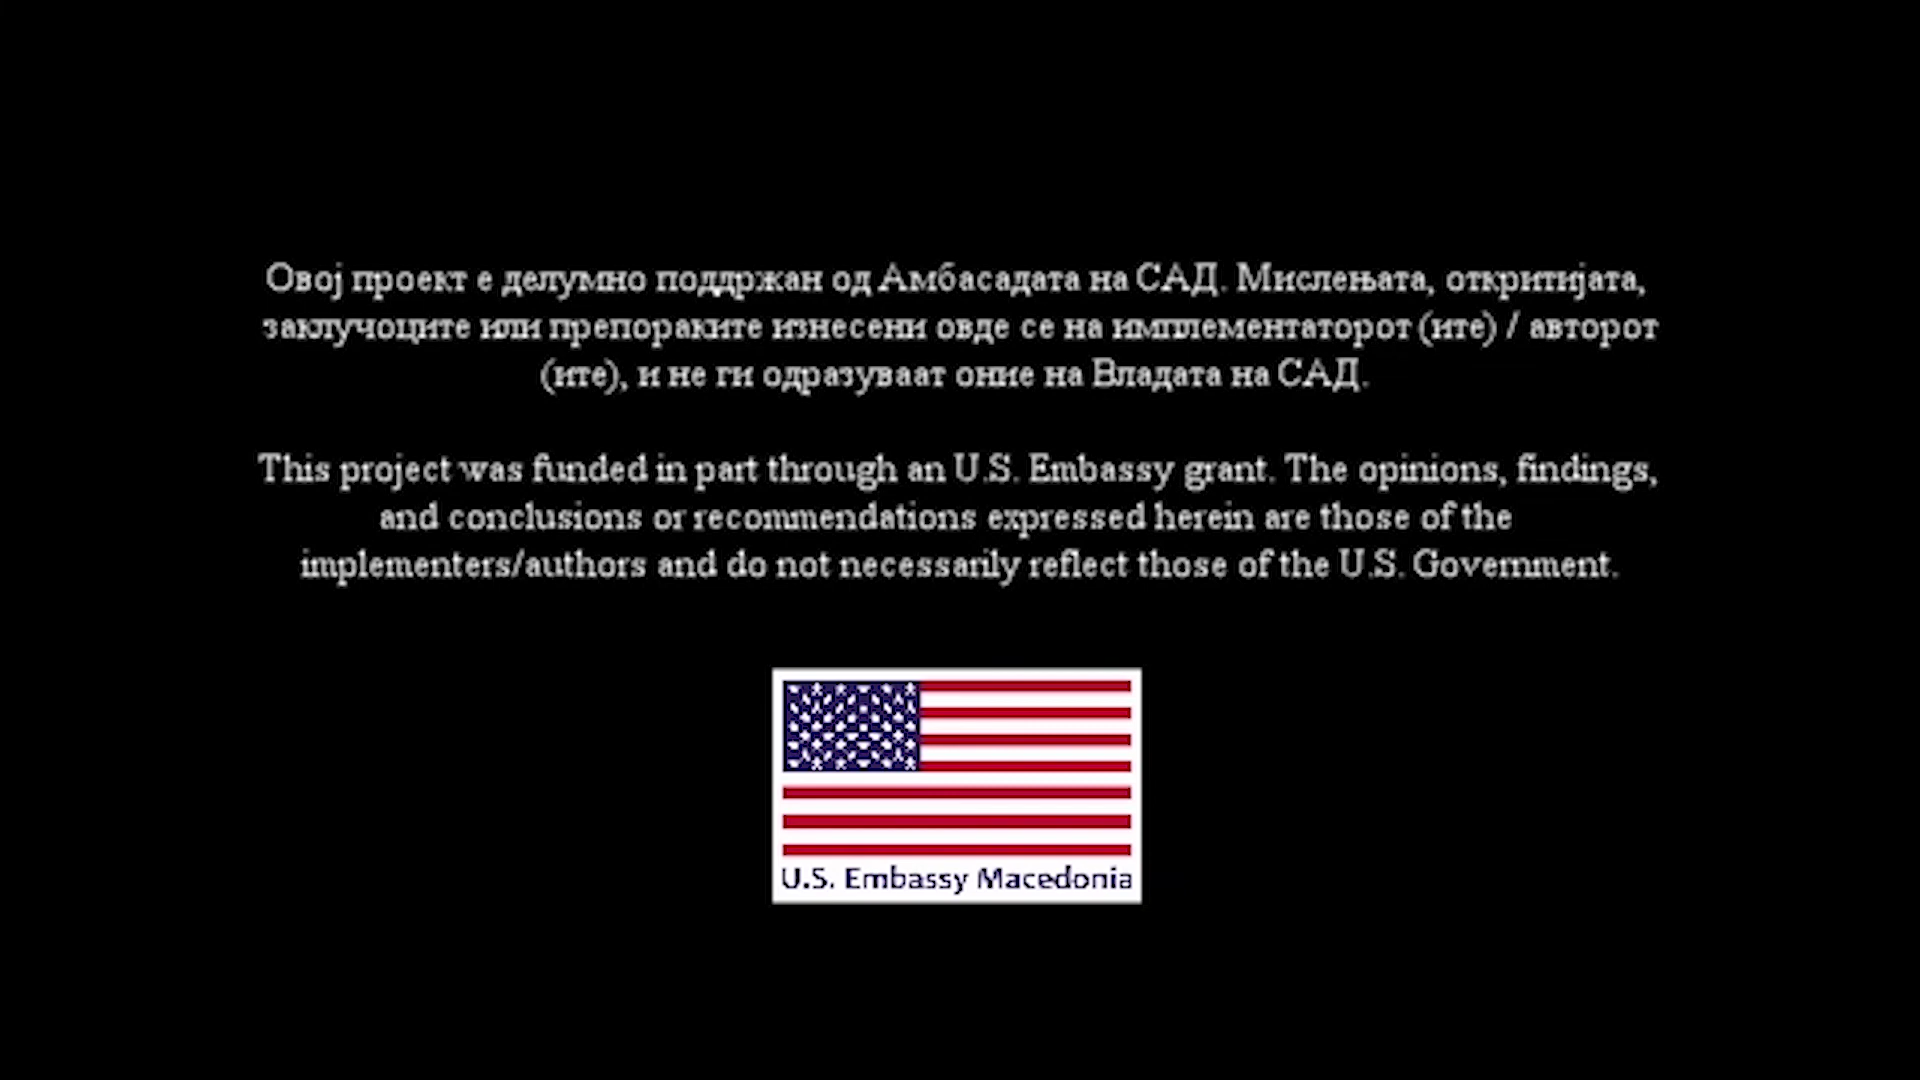 Овој проект е делумно поддржан од Амбасадата на САД. Мислењата, откритијата,
заклучоците или препораките изнесени овде се на имплементаторот (ите) / авторот
(ите), и не ги одразуваат оние на Владата на САД.
This project was funded in part through an U.S. Embassy grant. The opinions, findings,
and conclusions or recommendations expressed herein are those of the
implementers/authors and do not necessarily reflect those of the U.S. Government.
U.S. Embassy Macedonia